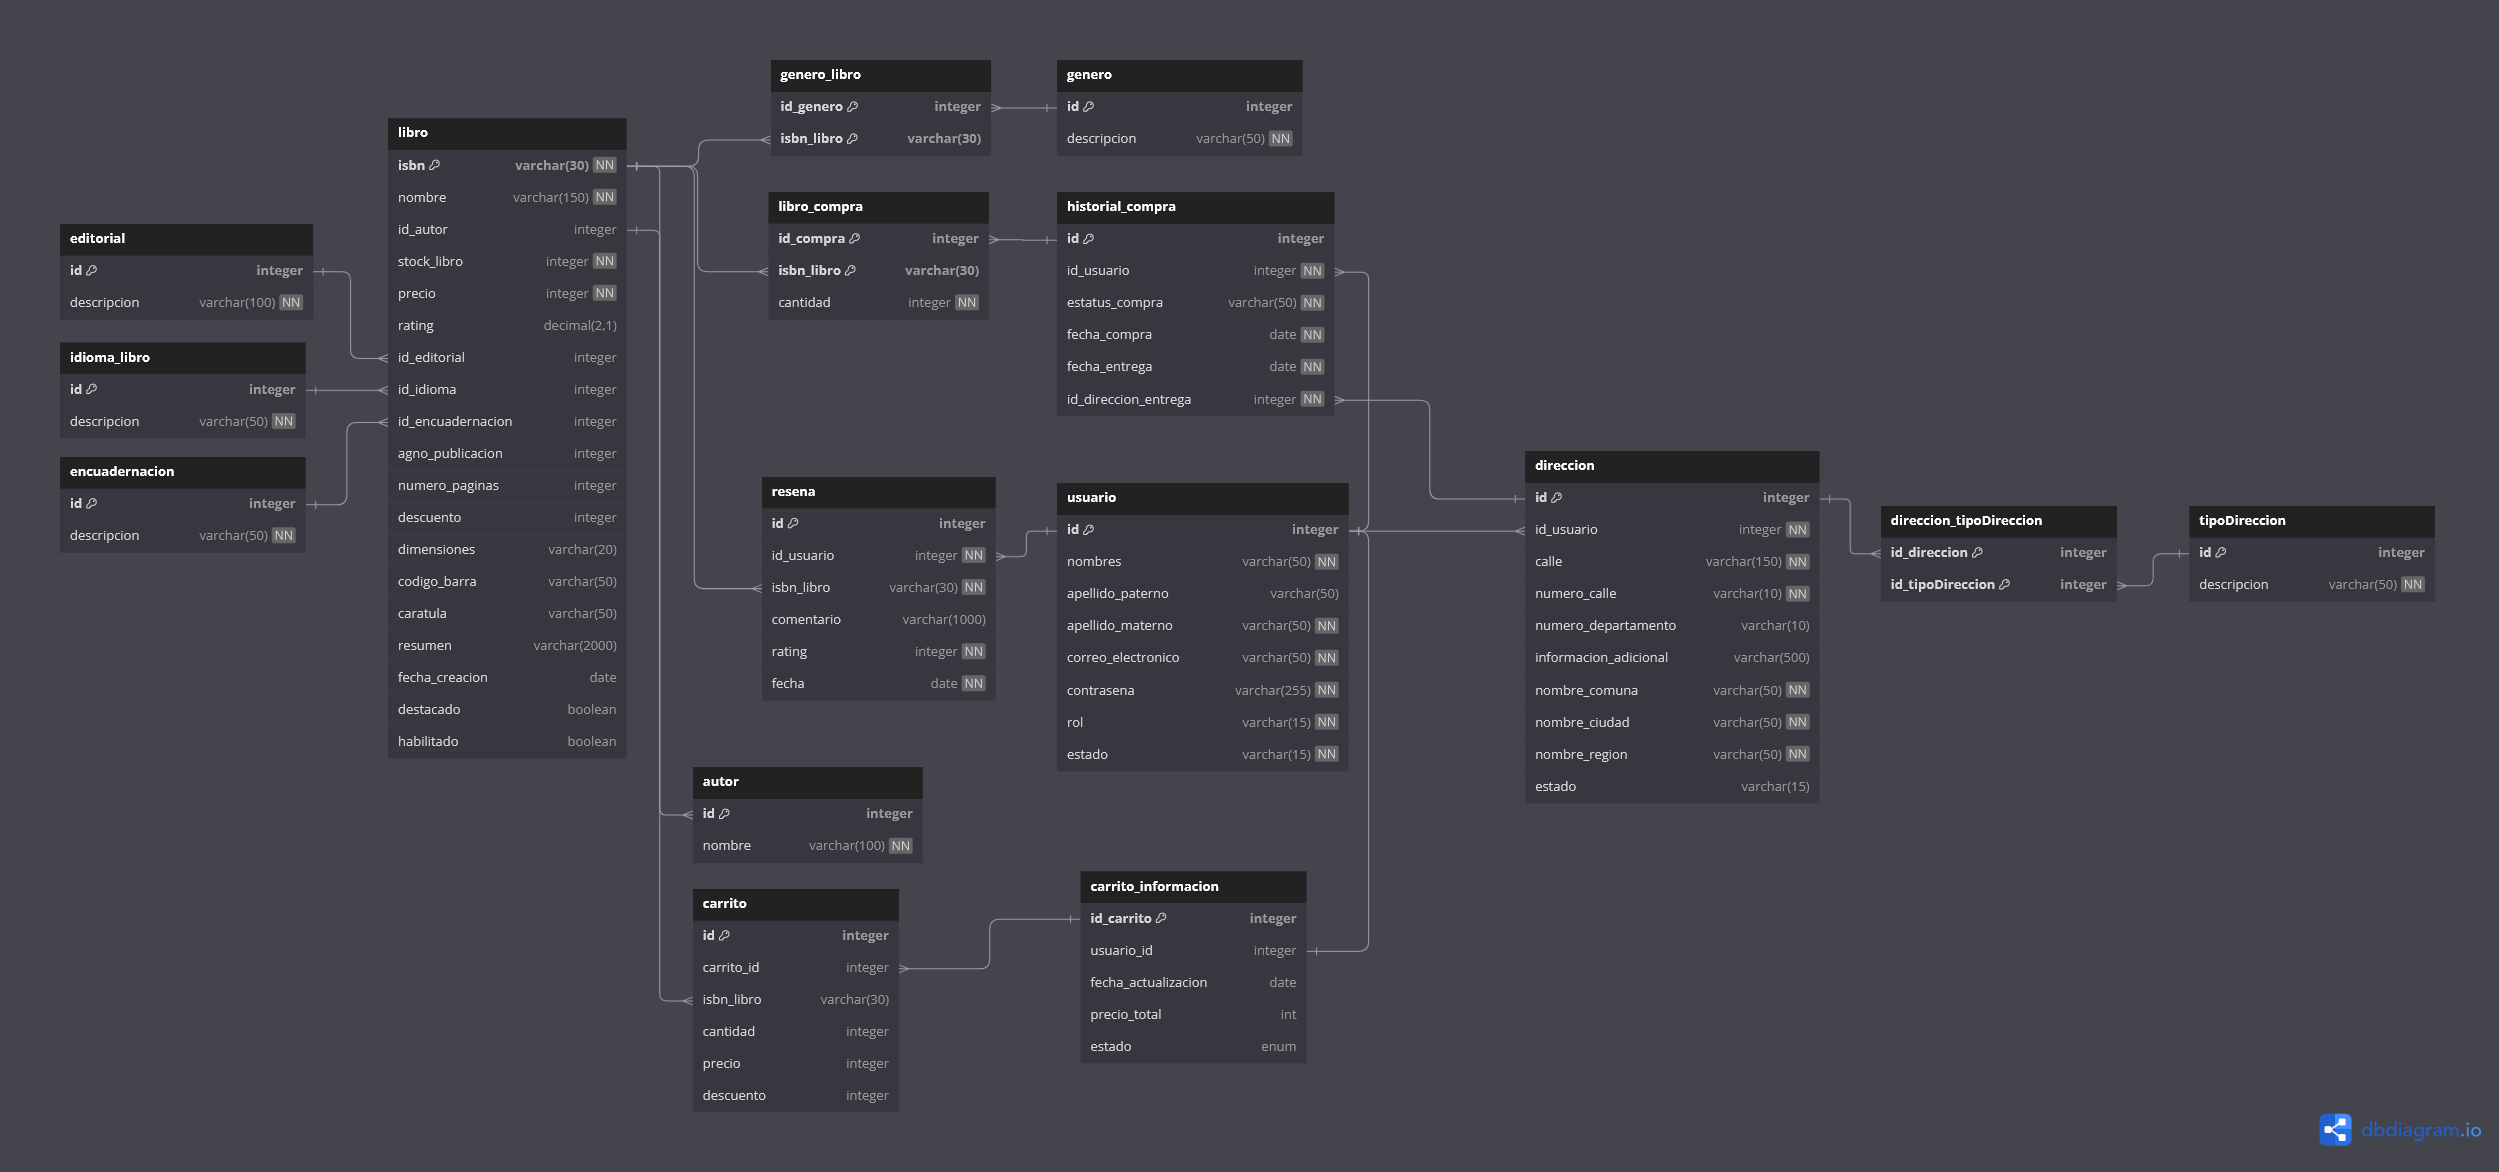 editorial
id integer
descripcion varchar(100) NN
idioma_libro
id integer
descripcion varchar(50) NN
encuadernacion
id integer
descripcion varchar(50) NN
libro
isbn varchar(30) NN
nombre varchar(150) NN
id_autor integer
stock_libro integer NN
precio integer NN
rating decimal(2,1)
id_editorial integer
id_idioma integer
id_encuadernacion integer
agno_publicacion integer
numero_paginas integer
descuento integer
dimensiones varchar(20)
codigo_barra varchar(50)
caratula varchar(50)
resumen varchar(2000)
fecha_creacion date
destacado boolean
habilitado boolean
genero_libro
id_genero integer
isbn_libro varchar(30)
genero
id integer
descripcion varchar(50) NN
libro_compra
id_compra integer
isbn_libro varchar(30)
cantidad integer NN
historial_compra
id integer
id_usuario integer NN
estatus_compra varchar(50) NN
fecha_compra date NN
fecha_entrega date NN
id_direccion_entrega integer NN
resena
id integer
id_usuario integer NN
isbn_libro varchar(30) NN
comentario varchar(1000)
rating integer NN
fecha date NN
usuario
id integer
nombres varchar(50) NN
apellido_paterno varchar(50)
apellido_materno varchar(50) NN
correo_electronico varchar(50) NN
contrasena varchar(255) NN
rol varchar(15) NN
estado varchar(15) NN
autor
id integer
nombre varchar(100) NN
carrito
id integer
carrito_id integer
isbn_libro varchar(30)
cantidad integer
precio integer
descuento integer
carrito_informacion
id_carrito integer
usuario_id integer
fecha_actualizacion date
precio_total int
estado enum
direccion
id integer
id_usuario integer NN
calle varchar(150) NN
numero_calle varchar(10) NN
numero_departamento varchar(10)
informacion_adicional varchar(500)
nombre_comuna varchar(50) NN
nombre_ciudad varchar(50) NN
nombre_region varchar(50) NN
estado varchar(15)
direccion_tipoDireccion
id_direccion integer
id_tipoDireccion integer
tipoDireccion
id integer
descripcion varchar(50) NN
dbdiagram.io